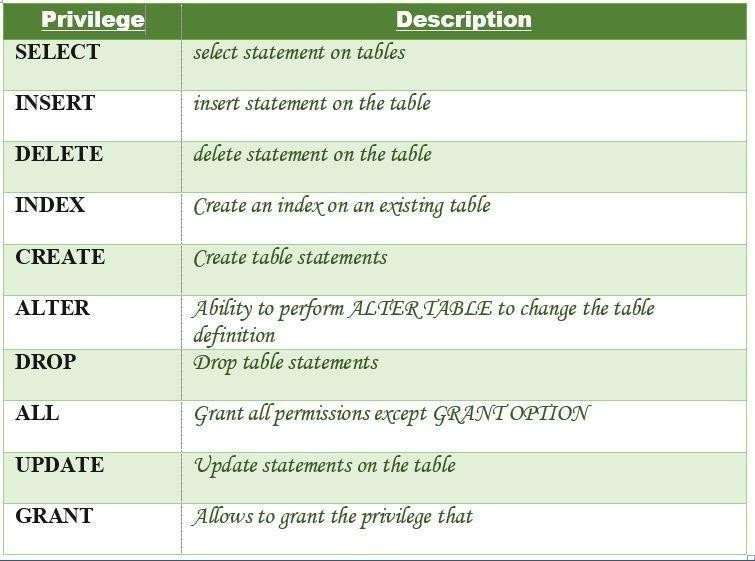 Privilege Description
SELECT select statement on tables
INSERT insert statement on the table
DELETE delete statement on the table
INDEX Create an index on an existing table
CREATE Create table statements
ALTER Ability to perform ALTER TABLE to change the table
definition
DROP Drop table statements
ALL Grant all permissions except GRANT OPTION
UPDATE Update statements on the table
GRANT Allows to grant the privilege that